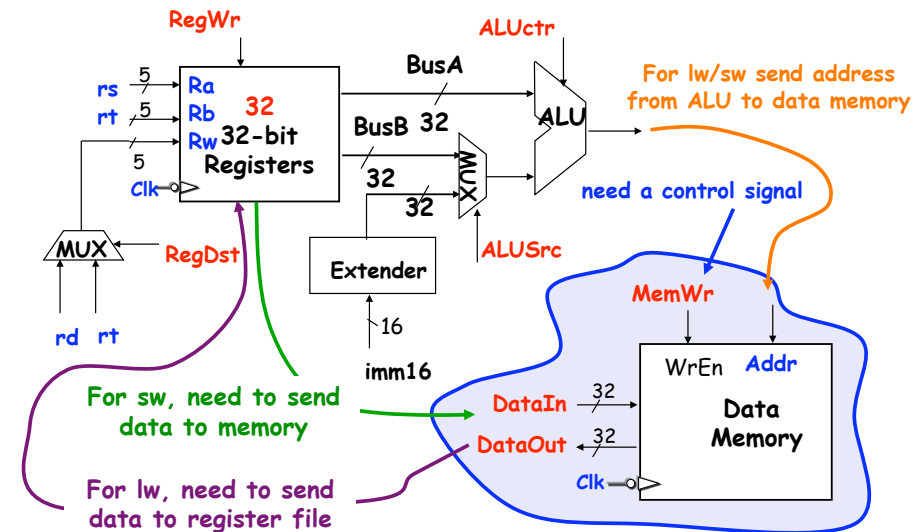 RegWr
ALUctr
BusA
For lw/sw send address
from ALU to data memory
rs
5
Ra
rt
5
Rb
32
32-bit
Registers
Rw
5
Clk
32
BusB
32
32
MUX
ALU
need a control signal
MUX
RegDst
ALUSrc
Extender
MemWr
rd
rt
16
imm16
WrEn
Addr
For sw, need to send
data to memory
DataIn
32
Data
Memory
DataOut
32
Clk
For lw, need to send
data to register file